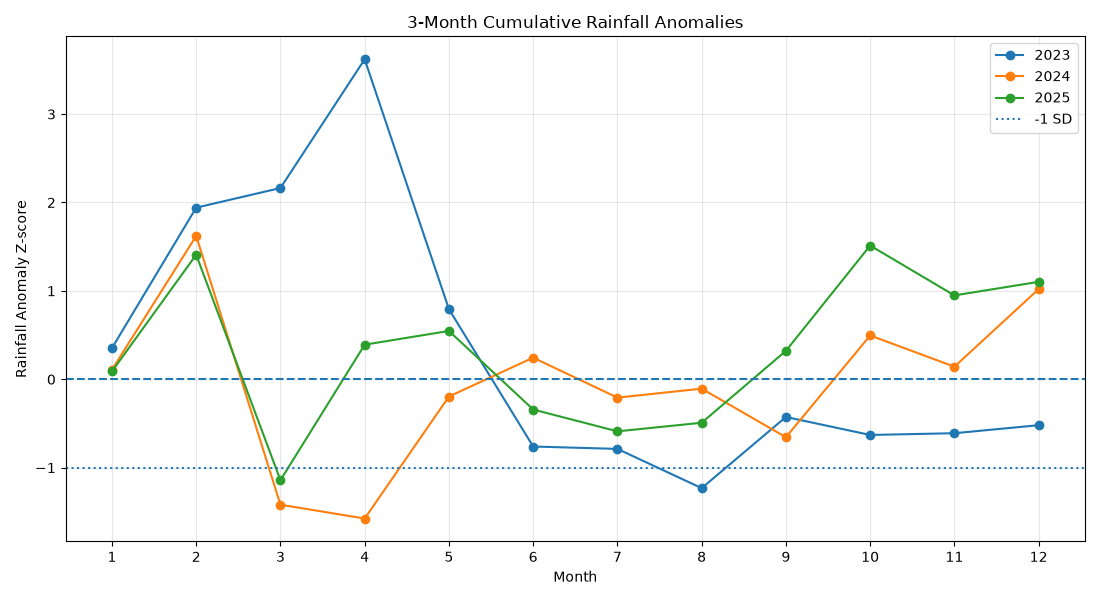 3-Month Cumulative Rainfall Anomalies
2023
2024
2025
-1 SD
Rainfall Anomaly Z-score
3
2
1
0
−1
1 2 3 4 5 6 7 8 9 10 11 12
Month